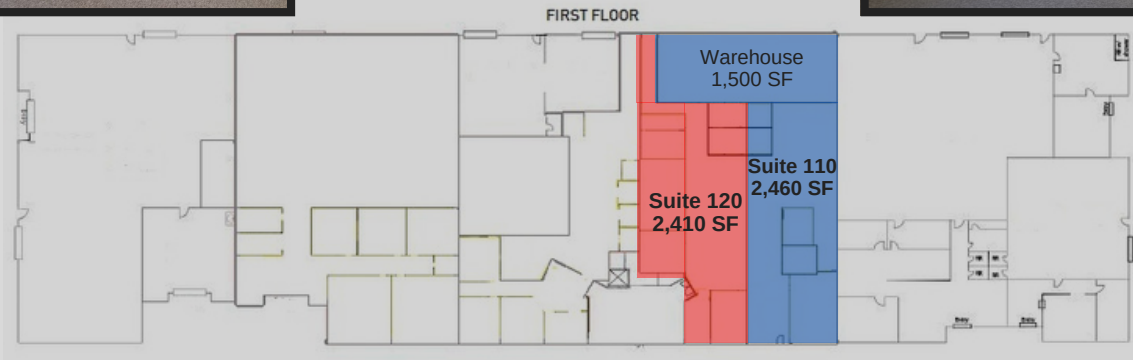 FIRST FLOOR
Warehouse
1,500 SF
Suite 110
2,460 SF
Suite 120
2,410 SF